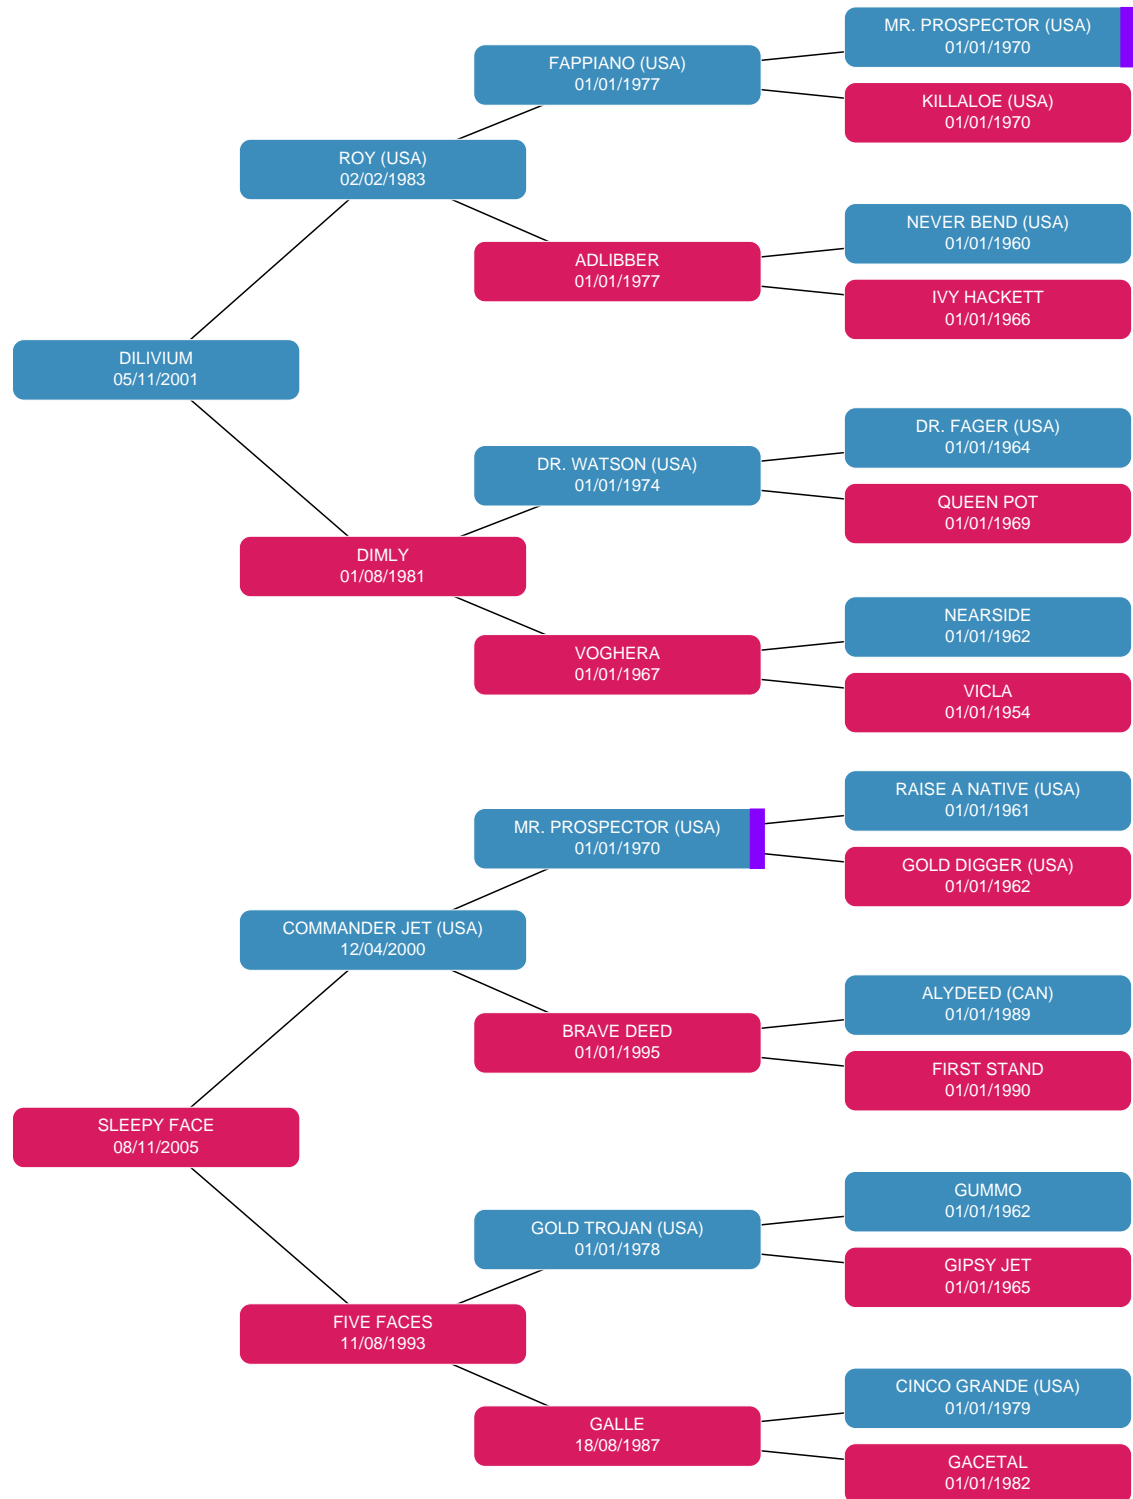 MR. PROSPECTOR (USA)
01/01/1970
FAPPIANO (USA)
01/01/1977
KILLALOE (USA)
01/01/1970
ROY (USA)
02/02/1983
NEVER BEND (USA)
01/01/1960
ADLIBBER
01/01/1977
IVY HACKETT
01/01/1966
DILIVIUM
05/11/2001
DR. FAGER (USA)
01/01/1964
DR. WATSON (USA)
01/01/1974
QUEEN POT
01/01/1969
DIMLY
01/08/1981
NEARSIDE
01/01/1962
VOGHERA
01/01/1967
VICLA
01/01/1954
RAISE A NATIVE (USA)
01/01/1961
MR. PROSPECTOR (USA)
01/01/1970
GOLD DIGGER (USA)
01/01/1962
COMMANDER JET (USA)
12/04/2000
ALYDEED (CAN)
01/01/1989
BRAVE DEED
01/01/1995
FIRST STAND
01/01/1990
SLEEPY FACE
08/11/2005
GUMMO
01/01/1962
GOLD TROJAN (USA)
01/01/1978
GIPSY JET
01/01/1965
FIVE FACES
11/08/1993
CINCO GRANDE (USA)
01/01/1979
GALLE
18/08/1987
GACETAL
01/01/1982